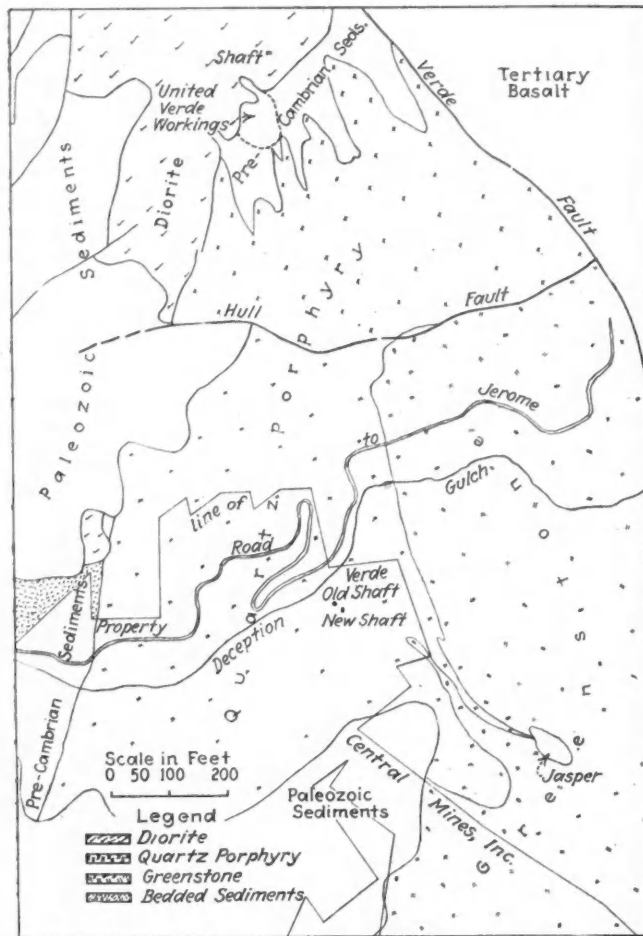 Shaft
United
Verde
Workings
Pre-Cambrian Seds.
Verde Fault
Tertiary
Basalt
Paleozoic Sediments
Diorite
Hull Fault
Quartz porphyry
Greenstone
Road to Jerome
Gulch
line of
Property
Verde
Old Shaft
New Shaft
Deception
Sediments
Pre-Cambrian
Central Mines, Inc.
Jasper
Paleozoic
Sediments
Scale in Feet
0 50 100 200
Legend
Diorite
Quartz Porphyry
Greenstone
Bedded Sediments